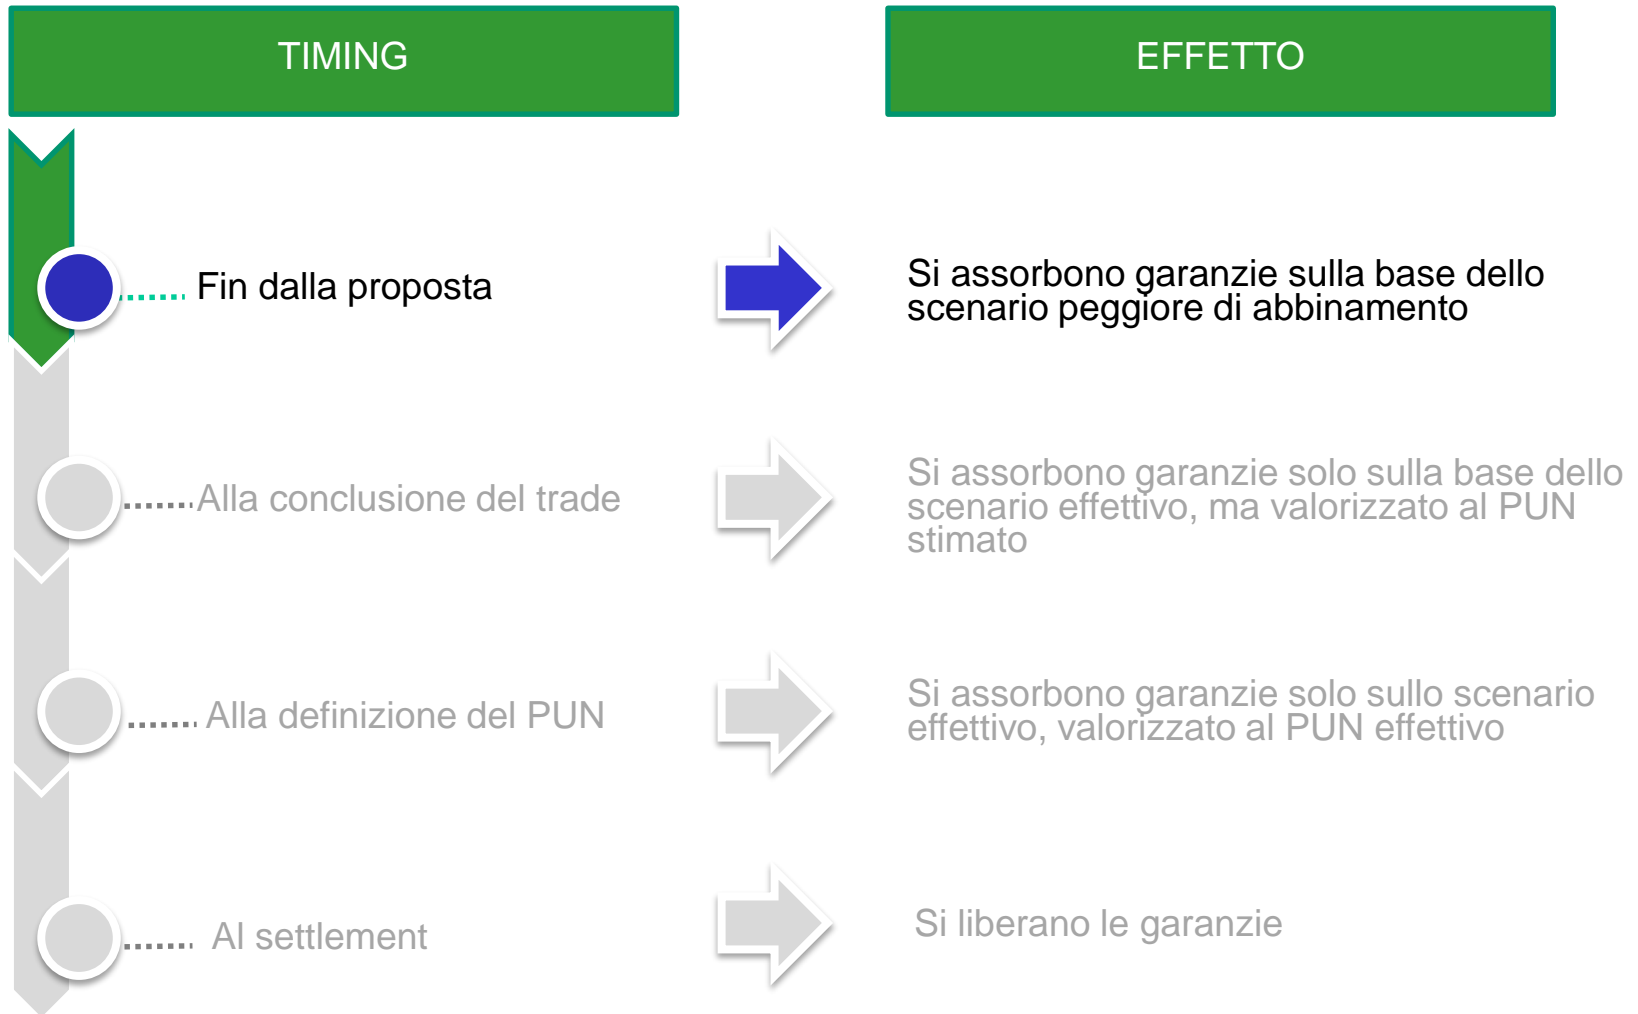 TIMING
EFFETTO
Fin dalla proposta
Si assorbono garanzie sulla base dello
scenario peggiore di abbinamento
Alla conclusione del trade
Si assorbono garanzie solo sulla base dello
scenario effettivo, ma valorizzato al PUN
stimato
Alla definizione del PUN
Si assorbono garanzie solo sullo scenario
effettivo, valorizzato al PUN effettivo
Al settlement
Si liberano le garanzie